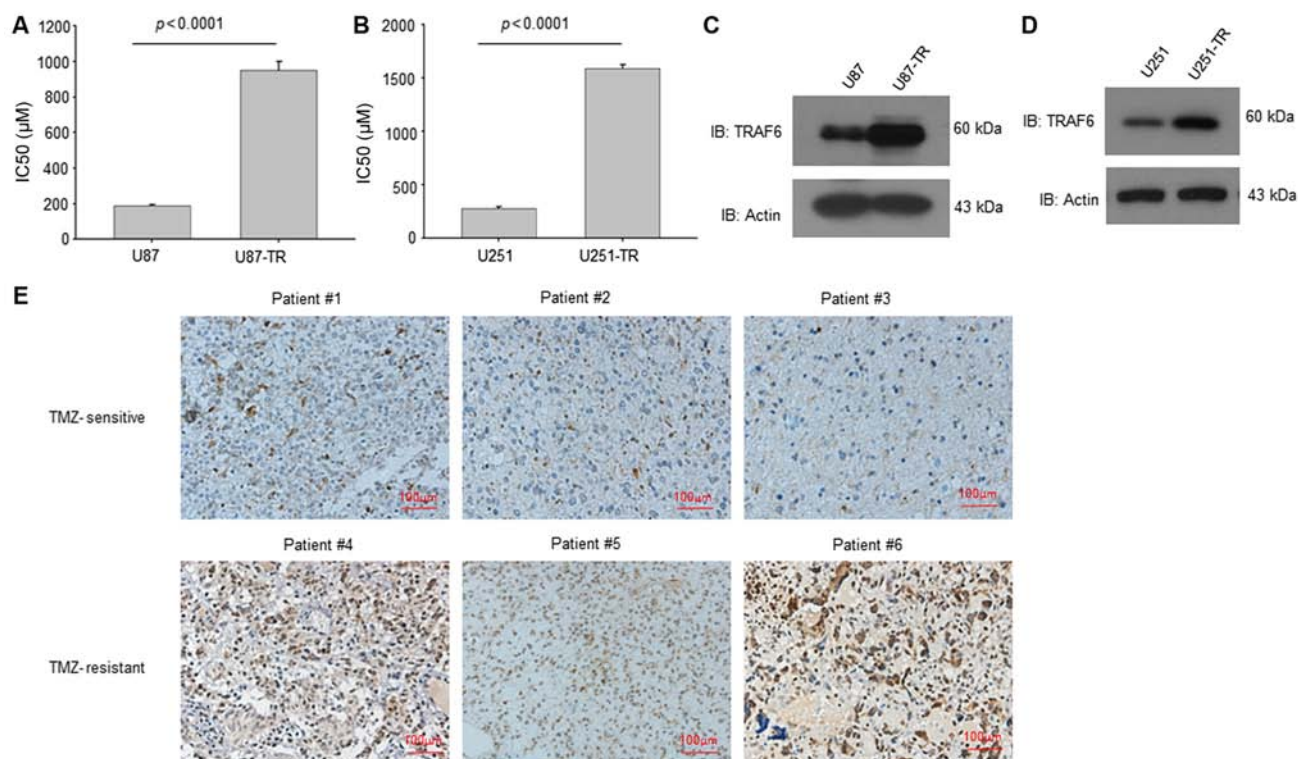 A
p<0.0001
IC50 (µM)
1200
1000
800
600
400
200
0
U87
U87-TR
B
p<0.0001
IC50 (µM)
2000
1500
1000
500
0
U251
U251-TR
C
U87
U87-TR
IB: TRAF6
60 kDa
IB: Actin
43 kDa
D
U251
U251-TR
IB: TRAF6
60 kDa
IB: Actin
43 kDa
E
Patient #1
Patient #2
Patient #3
TMZ- sensitive
100µm
100µm
100µm
Patient #4
Patient #5
Patient #6
TMZ- resistant
100µm
100µm
100µm